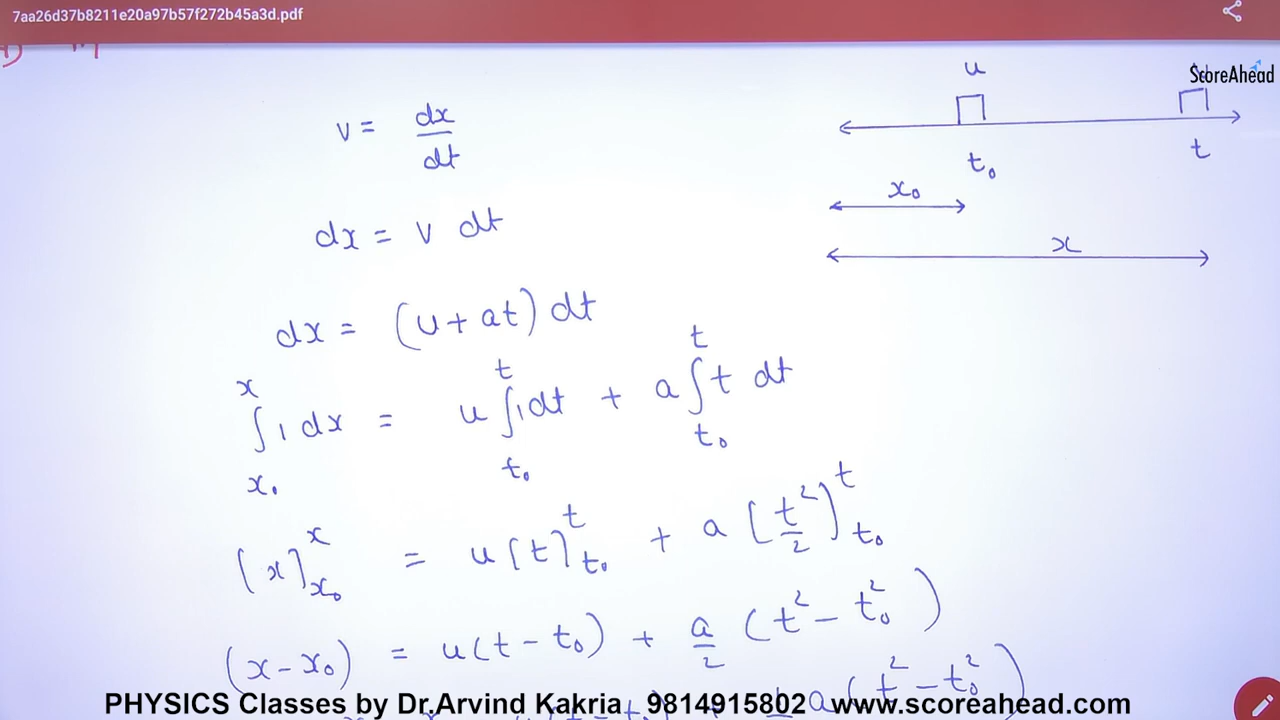 7aa26d37b8211e20a97b57f272b45a3d.pdf
ScoreAhead
u
v = dx/dt
t t₀
x₀
dx = v dt
x
dx = (u + at) dt
∫ₓ₀ˣ 1 dx = u ∫ₜ₀ᵗ 1 dt + a ∫ₜ₀ᵗ t dt
[x]ₓ₀ˣ = u [t]ₜ₀ᵗ + a [t²/2]ₜ₀ᵗ
(x - x₀) = u(t - t₀) + a/2 (t² - t₀²)
a (t² - t₀²)
PHYSICS Classes by Dr.Arvind Kakria 9814915802 www.scoreahead.com